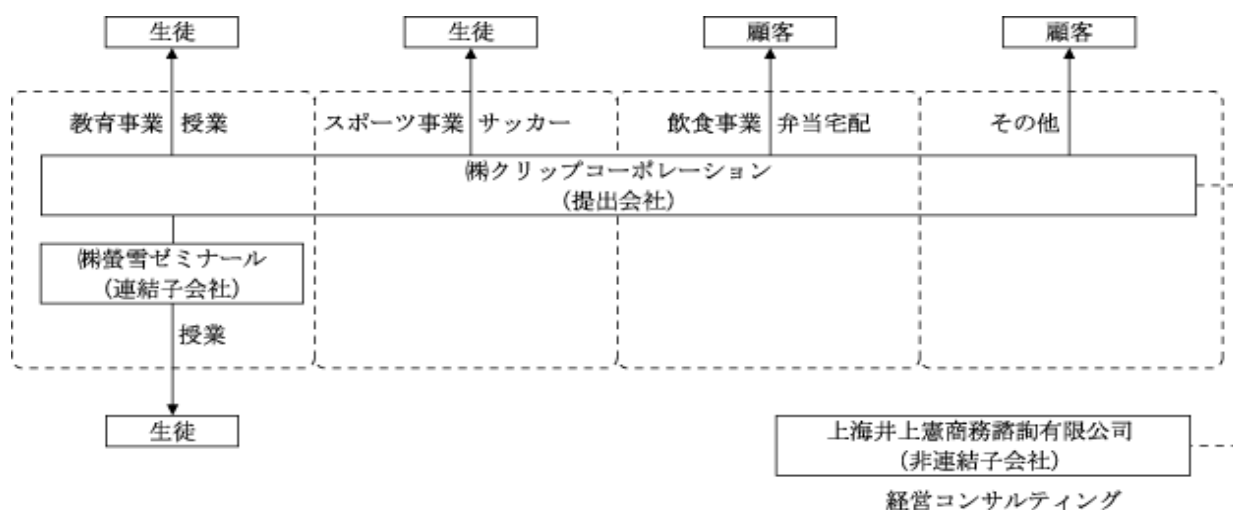 生徒 生徒 顧客 顧客
教育事業 授業 スポーツ事業 サッカー 飲食事業 弁当宅配 その他
㈱クリップコーポレーション
(提出会社)
㈱螢雪ゼミナール
(連結子会社)
授業
生徒
上海井上憲商務諮詢有限公司
(非連結子会社)
経営コンサルティング